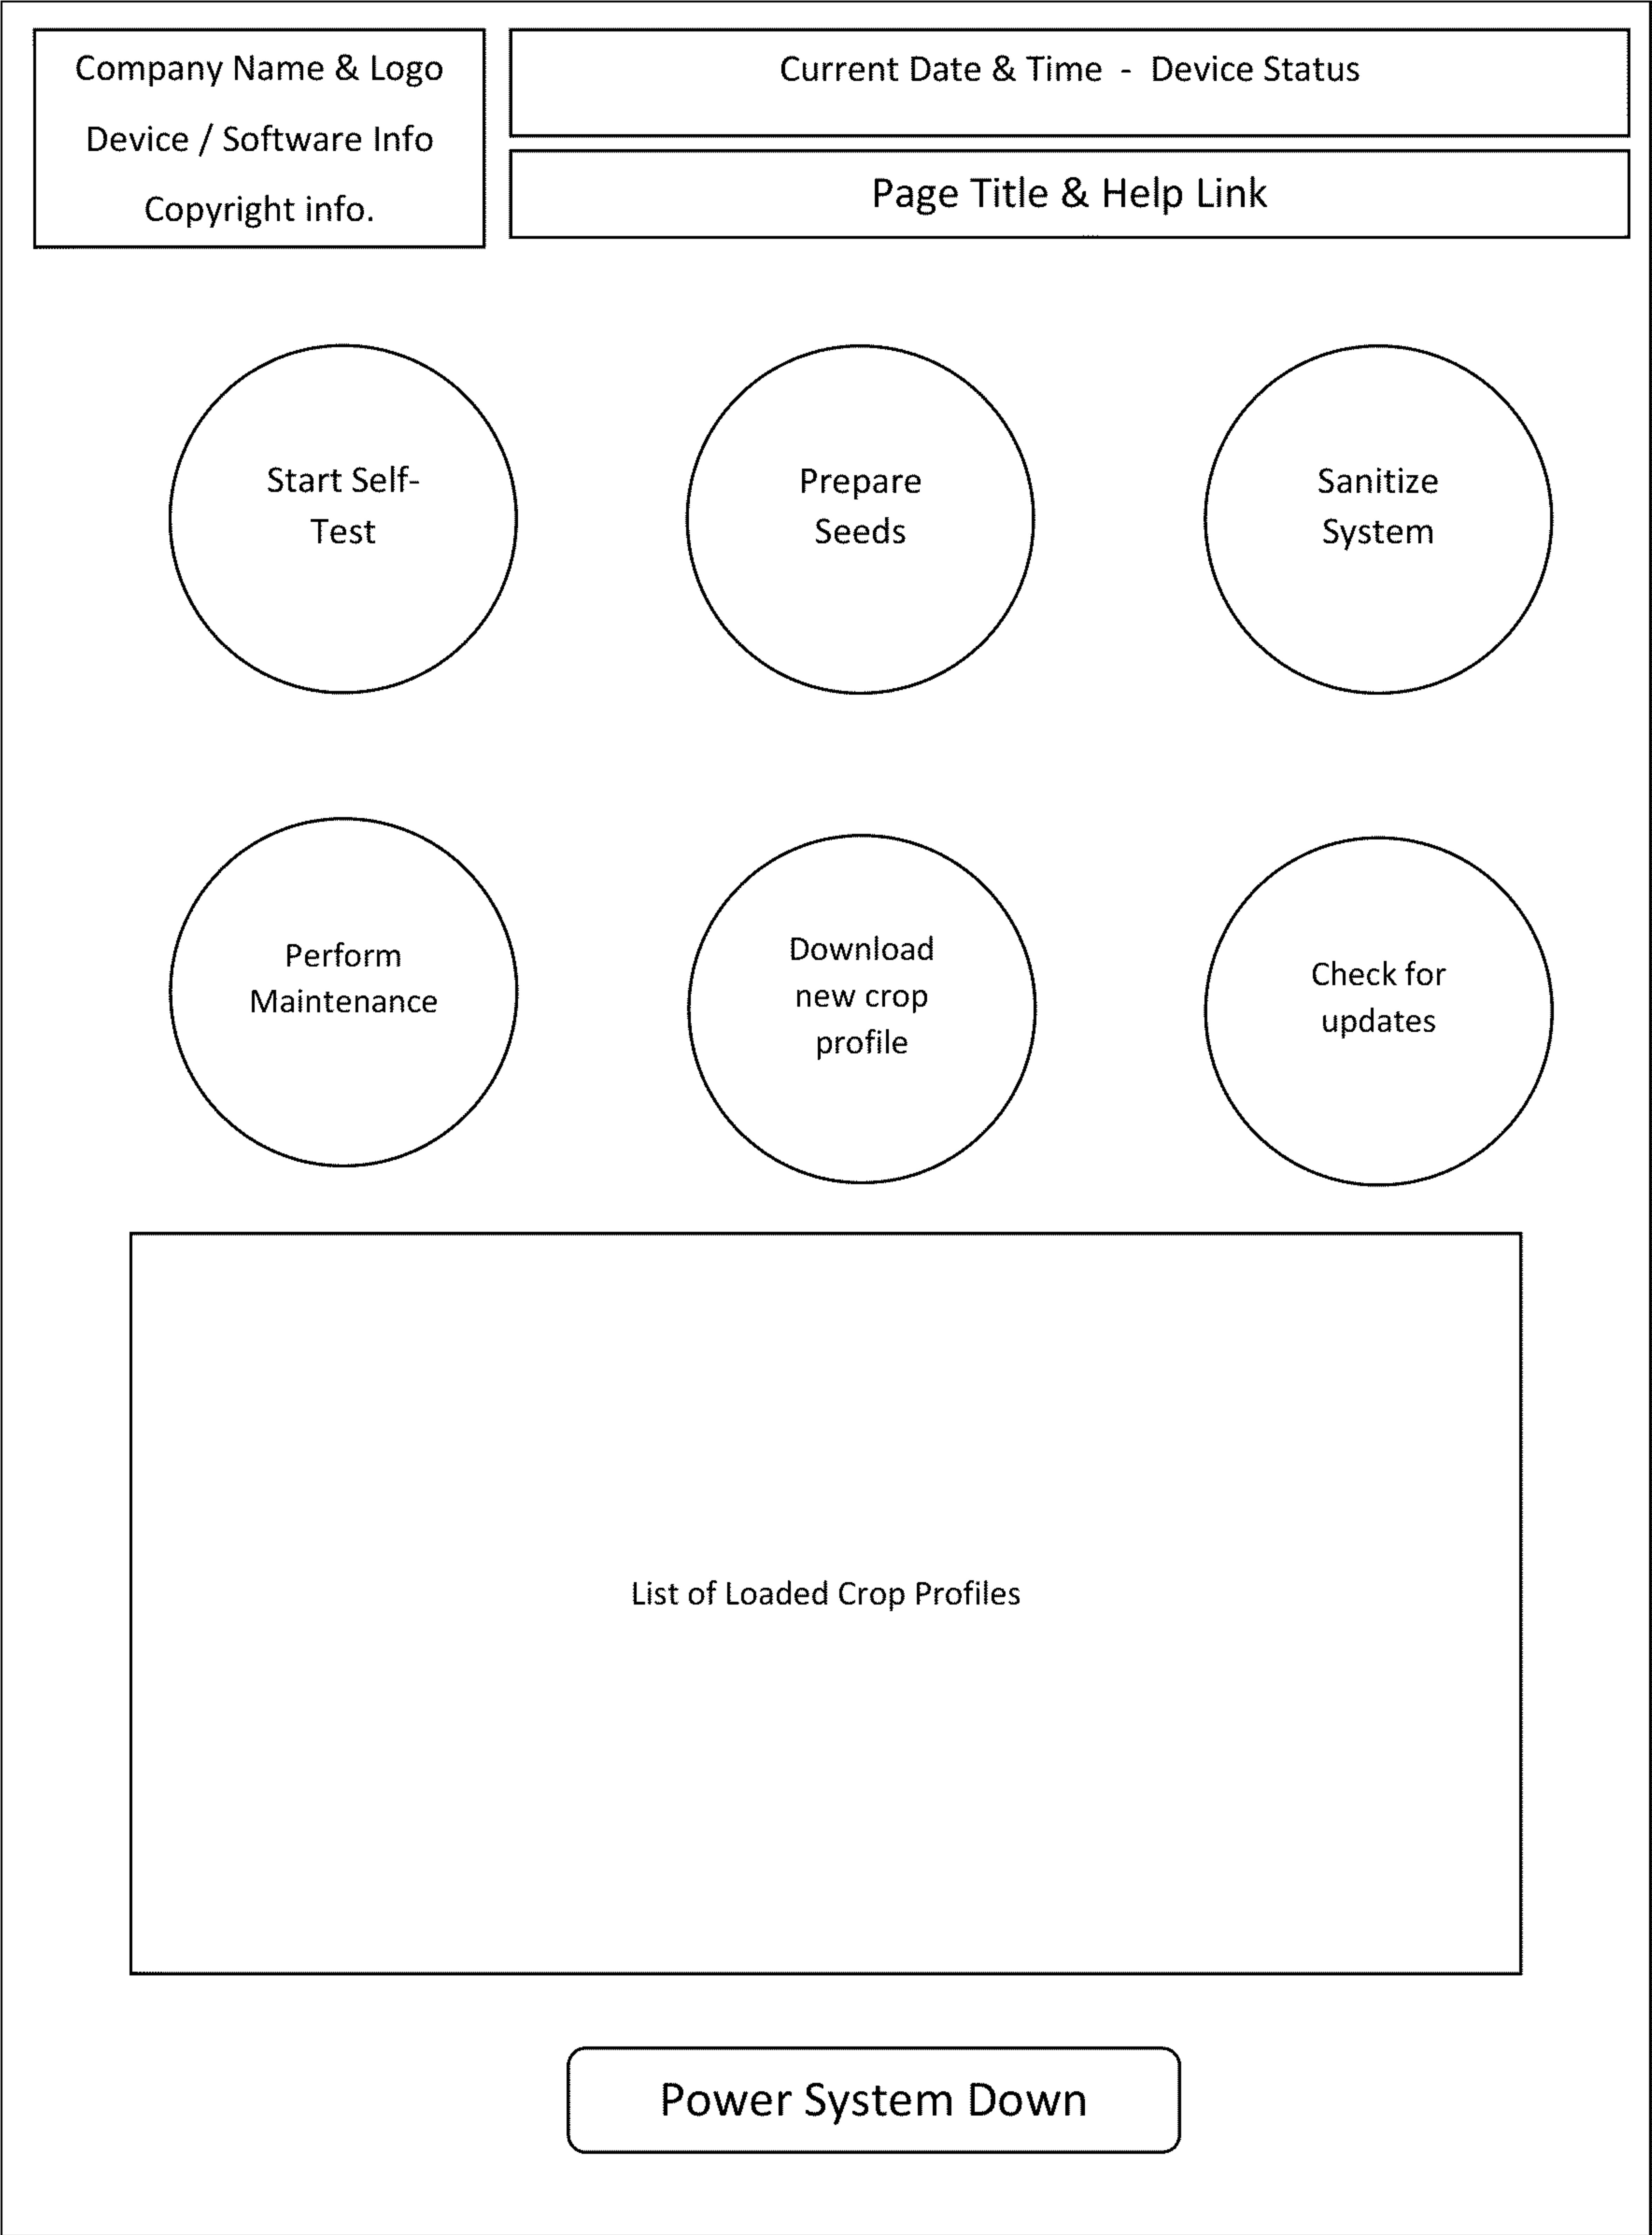 Company Name & Logo
Device / Software Info
Copyright info.
Current Date & Time - Device Status
Page Title & Help Link
Start Self-
Test
Prepare
Seeds
Sanitize
System
Perform
Maintenance
Download
new crop
profile
Check for
updates
List of Loaded Crop Profiles
Power System Down